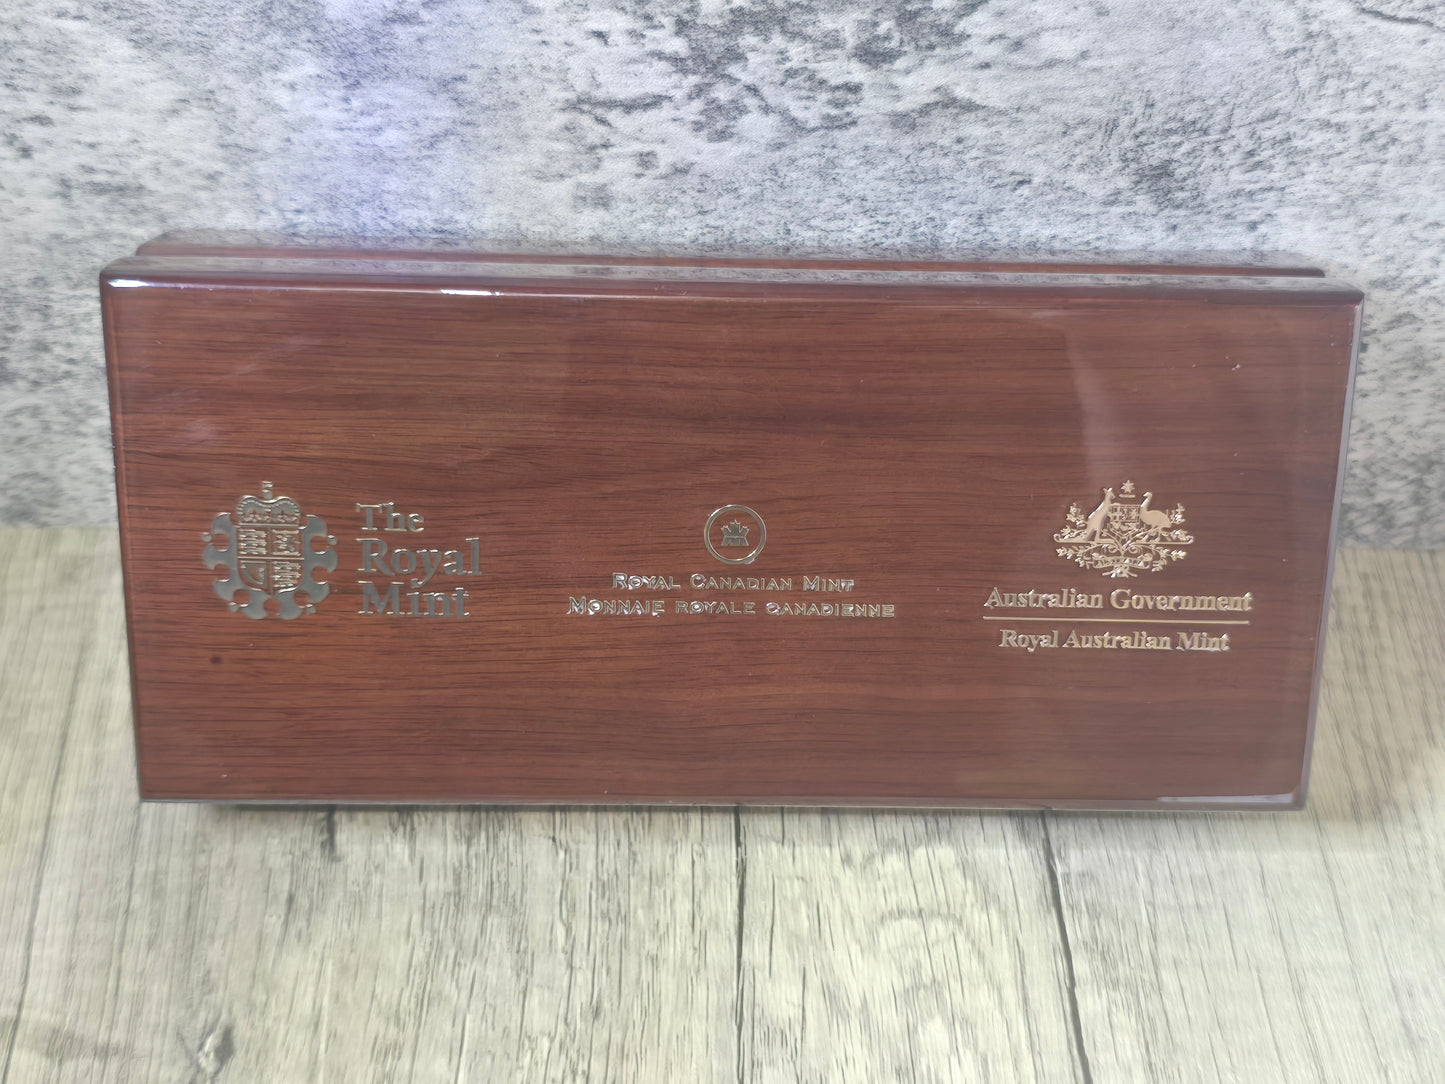 The
Royal
Mint
ROYAL CANADIAN MINT
MONNAIE ROYALE CANADIENNE
Australian Government
Royal Australian Mint